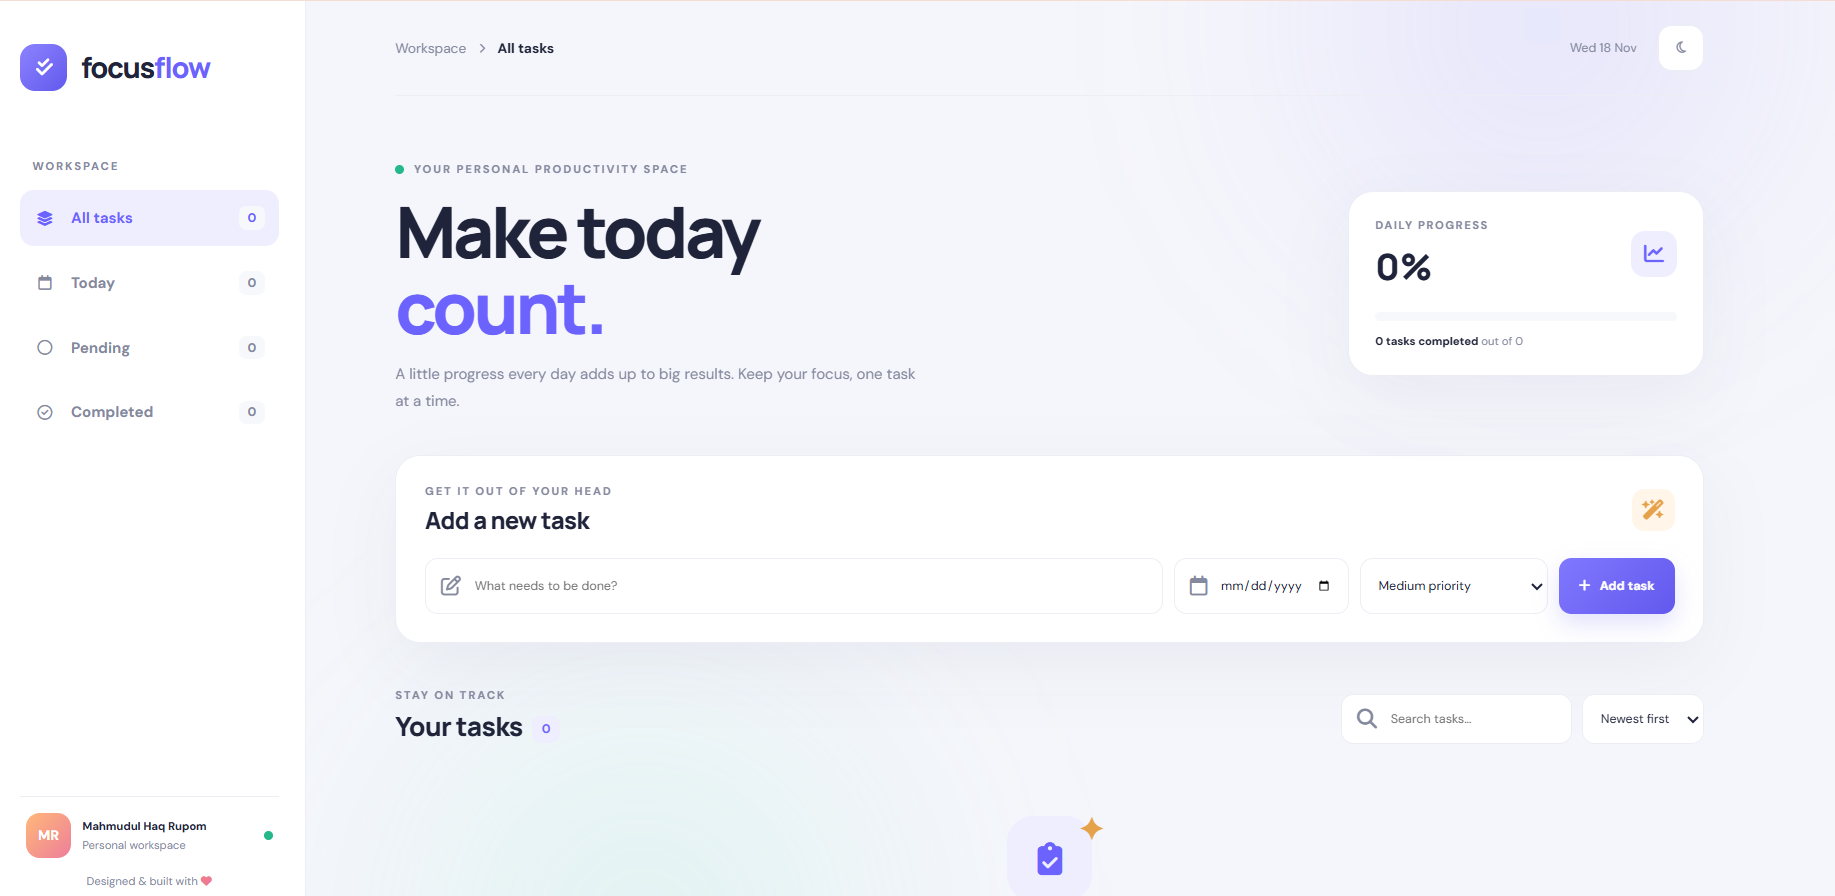 focusflow
WORKSPACE
All tasks 0
Today 0
Pending 0
Completed 0
MR
Mahmudul Haq Rupom
Personal workspace
Designed & built with
Workspace All tasks
Wed 18 Nov
YOUR PERSONAL PRODUCTIVITY SPACE
Make today
count.
A little progress every day adds up to big results. Keep your focus, one task
at a time.
DAILY PROGRESS
0%
0 tasks completed out of 0
GET IT OUT OF YOUR HEAD
Add a new task
What needs to be done?
mm/dd/yyyy
Medium priority
+ Add task
STAY ON TRACK
Your tasks 0
Search tasks...
Newest first